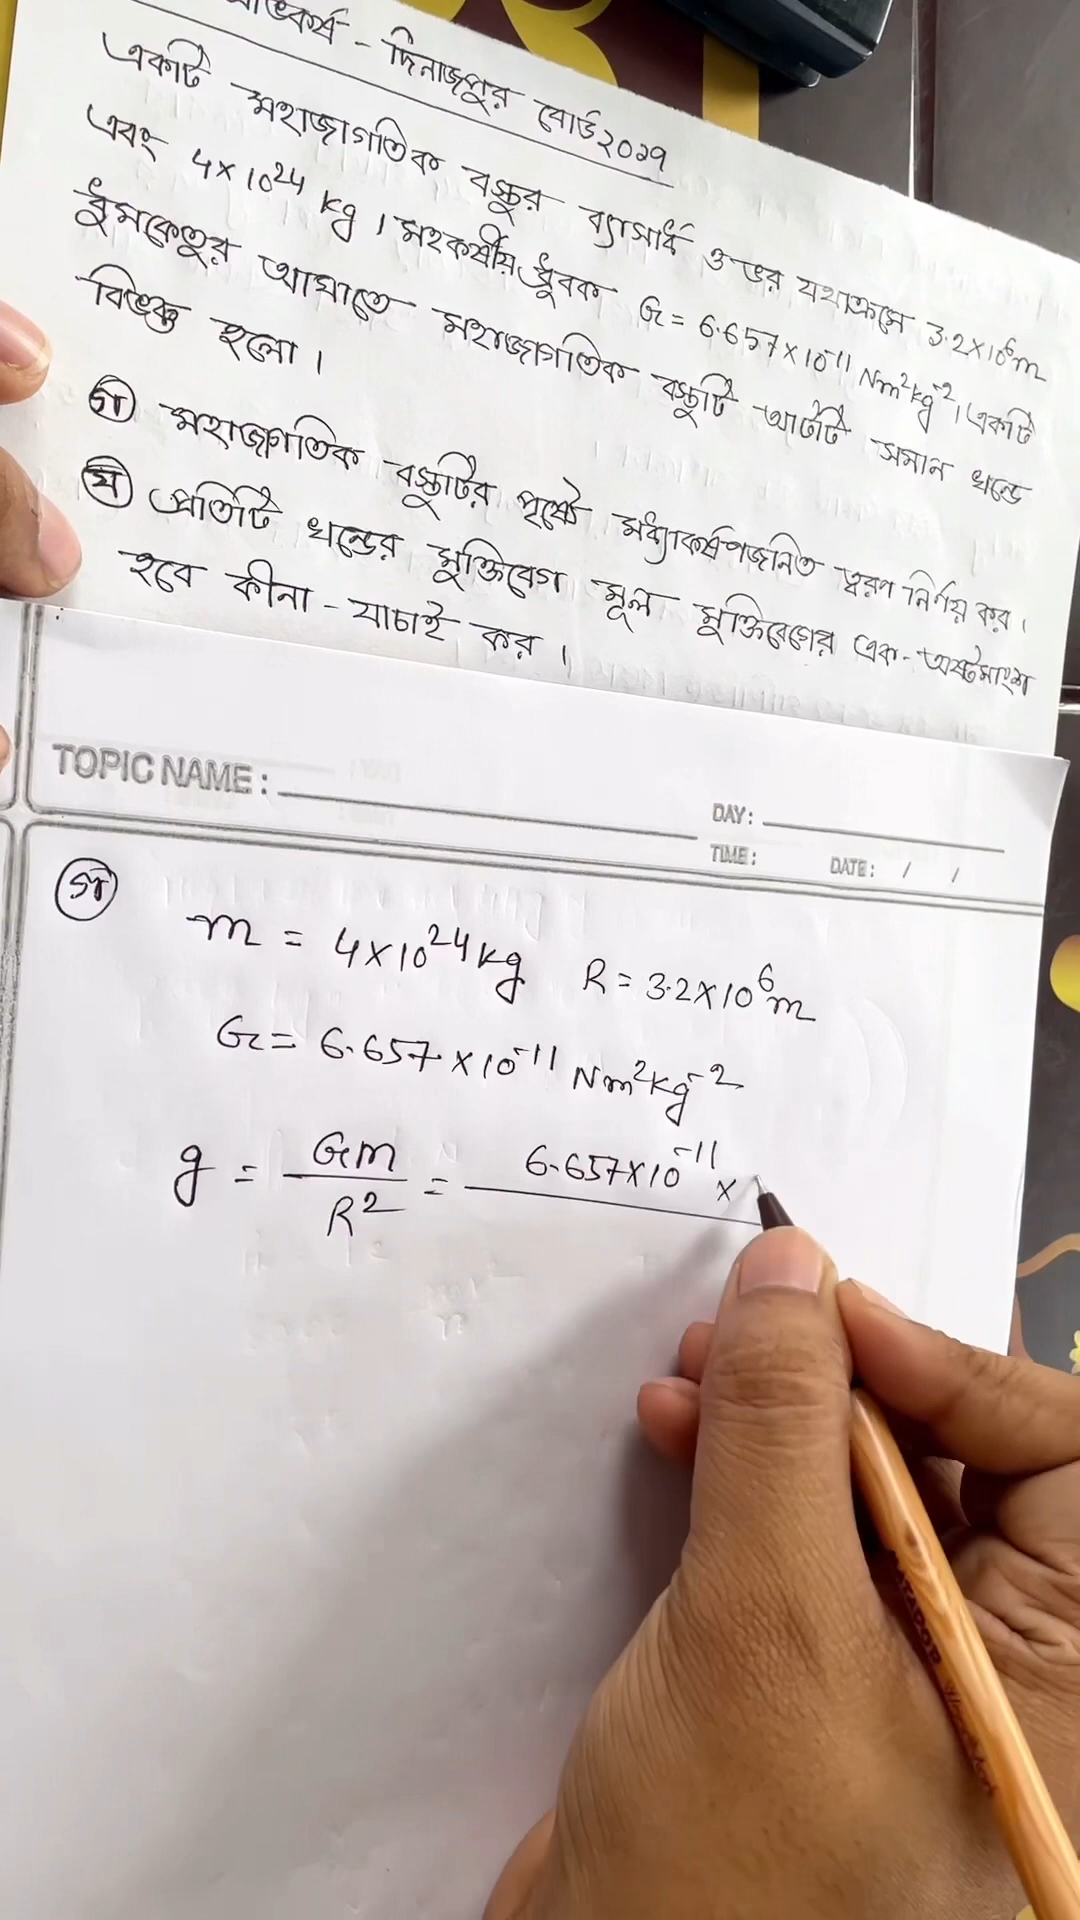 - দিনাজপুর বোর্ড ২০১৭
একটি মহাজাগতিক বস্তুর ব্যাসার্ধ ও ভর যথাক্রমে 3.2×10⁶m
এবং 4×10²⁴ kg । মহাকর্ষীয় ধ্রুবক G = 6.657×10⁻¹¹ Nm²kg⁻² । একটি
ধুমকেতুর আঘাতে মহাজাগতিক বস্তুটি আটটি সমান খন্ডে
বিভক্ত হলো ।
গ মহাজাগতিক বস্তুটির পৃষ্ঠে মধ্যাকর্ষণজনিত ত্বরণ নির্ণয় কর ।
ঘ প্রতিটি খন্ডের মুক্তিবেগ মূল মুক্তিবেগের এক-অষ্টমাংশ
হবে কীনা - যাচাই কর ।
TOPIC NAME :
DAY :
TIME : DATE : / /
গ
m = 4×10²⁴kg R = 3.2×10⁶m
G = 6.657×10⁻¹¹ Nm²kg⁻²
g = Gm / R² = 6.657×10⁻¹¹ ×